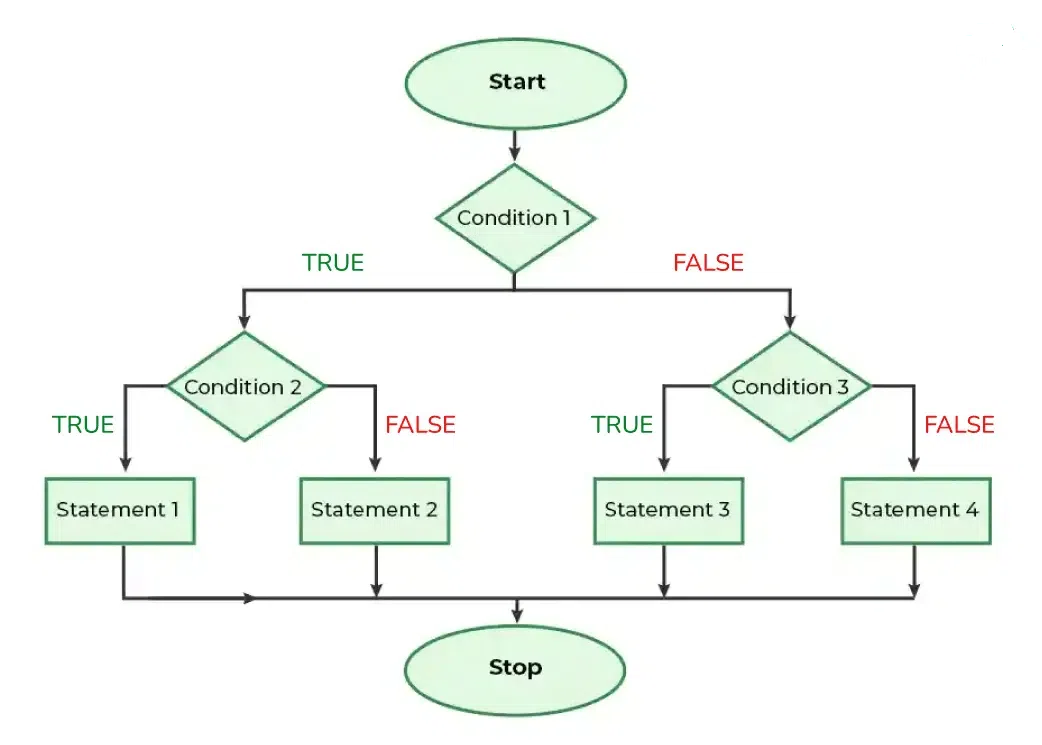 Start
Condition 1
TRUE
FALSE
Condition 2
Condition 3
TRUE
FALSE
TRUE
FALSE
Statement 1
Statement 2
Statement 3
Statement 4
Stop